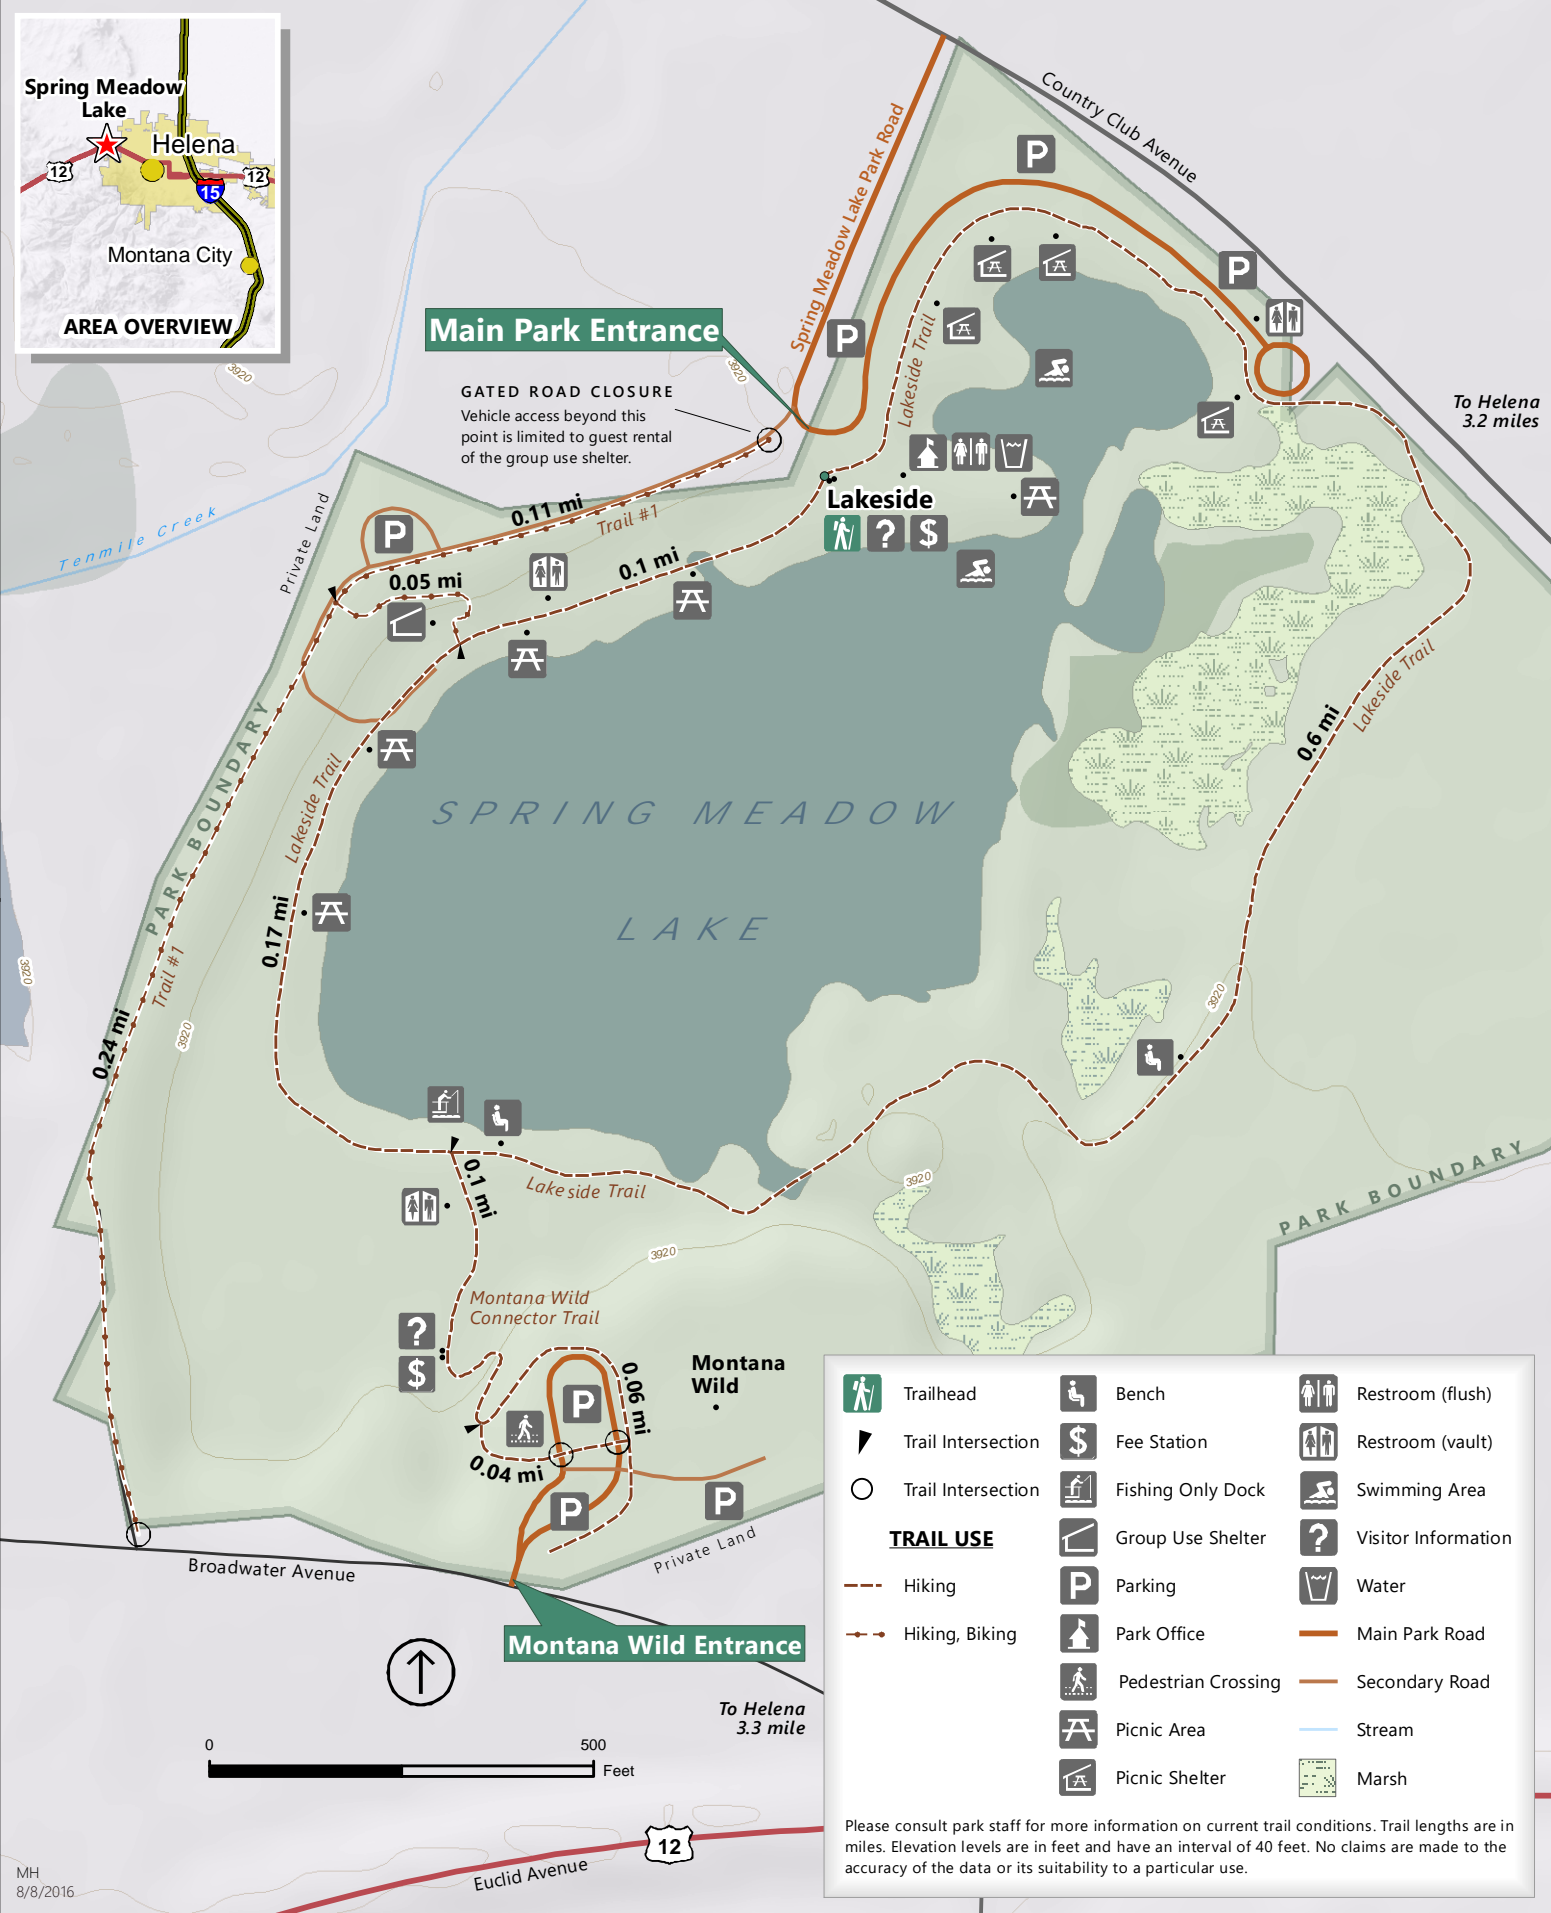 Spring Meadow
Lake
Helena
12
12
15
Montana City
AREA OVERVIEW
Country Club Avenue
Spring Meadow Lake Park Road
Main Park Entrance
GATED ROAD CLOSURE
Vehicle access beyond this
point is limited to guest rental
of the group use shelter.
3920
3920
To Helena
3.2 miles
P
P
P
Lakeside Trail
Lakeside
? $
Tenmile Creek
Private Land
P
0.11 mi
Trail #1
0.05 mi
0.1 mi
Lakeside Trail
0.6 mi
PARK BOUNDARY
Lakeside Trail
SPRING MEADOW
LAKE
0.17 mi
Trail #1
0.24 mi
3920
3920
3920
0.1 mi
Lakeside Trail
3920
3920
PARK BOUNDARY
Montana Wild
Connector Trail
?
$
0.06 mi
Montana
Wild
P
0.04 mi
P
P
Private Land
Broadwater Avenue
Montana Wild Entrance
To Helena
3.3 mile
0 500
Feet
12
Euclid Avenue
MH
8/8/2016
Trailhead
Trail Intersection
Trail Intersection
TRAIL USE
Hiking
Hiking, Biking
Bench
$ Fee Station
Fishing Only Dock
Group Use Shelter
P Parking
Park Office
Pedestrian Crossing
Picnic Area
Picnic Shelter
Restroom (flush)
Restroom (vault)
Swimming Area
? Visitor Information
Water
Main Park Road
Secondary Road
Stream
Marsh
Please consult park staff for more information on current trail conditions. Trail lengths are in
miles. Elevation levels are in feet and have an interval of 40 feet. No claims are made to the
accuracy of the data or its suitability to a particular use.